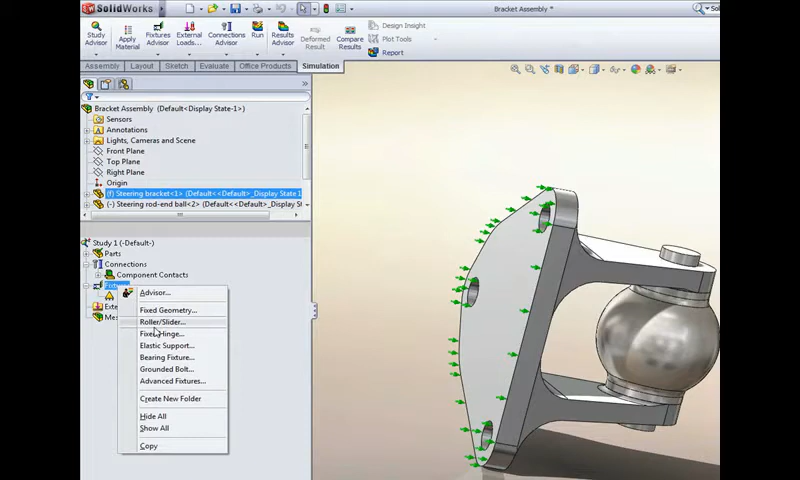 SolidWorks
Bracket Assembly *
Study Advisor
Apply Material
Fixtures Advisor
External Loads...
Connections Advisor
Run
Results Advisor
Deformed Result
Compare Results
Design Insight
Plot Tools
Report
Assembly Layout Sketch Evaluate Office Products Simulation
Bracket Assembly (Default<Display State-1>)
Sensors
Annotations
Lights, Cameras and Scene
Front Plane
Top Plane
Right Plane
Origin
(f) Steering bracket<1> (Default<<Default>_Display State 1
(-) Steering rod-end ball<2> (Default<<Default>_Display St
Study 1 (-Default-)
Parts
Connections
Component Contacts
Advisor...
Fixed Geometry...
Roller/Slider...
Fixed Hinge...
Elastic Support...
Bearing Fixture...
Grounded Bolt...
Advanced Fixtures...
Create New Folder
Hide All
Show All
Copy